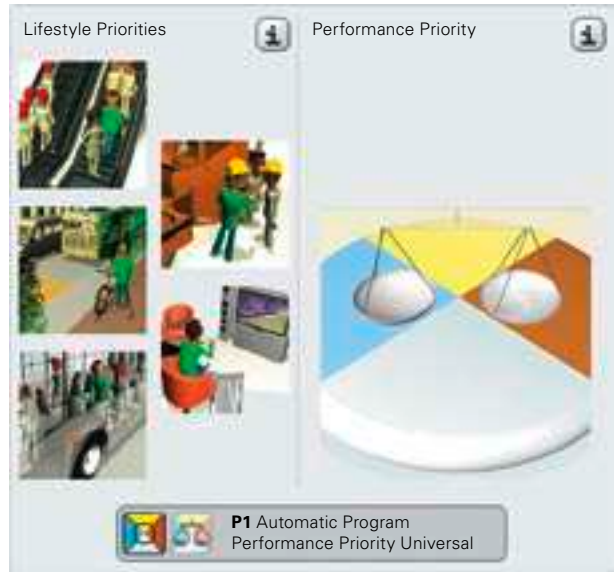 Lifestyle Priorities
Performance Priority
P1 Automatic Program
Performance Priority Universal